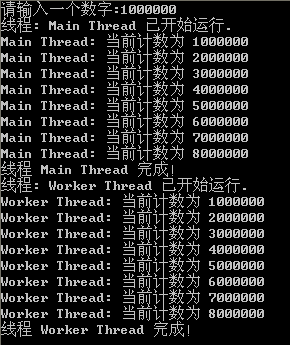 请输入一个数字:1000000
线程: Main Thread 已开始运行.
Main Thread: 当前计数为 1000000
Main Thread: 当前计数为 2000000
Main Thread: 当前计数为 3000000
Main Thread: 当前计数为 4000000
Main Thread: 当前计数为 5000000
Main Thread: 当前计数为 6000000
Main Thread: 当前计数为 7000000
Main Thread: 当前计数为 8000000
线程 Main Thread 完成!
线程: Worker Thread 已开始运行.
Worker Thread: 当前计数为 1000000
Worker Thread: 当前计数为 2000000
Worker Thread: 当前计数为 3000000
Worker Thread: 当前计数为 4000000
Worker Thread: 当前计数为 5000000
Worker Thread: 当前计数为 6000000
Worker Thread: 当前计数为 7000000
Worker Thread: 当前计数为 8000000
线程 Worker Thread 完成!